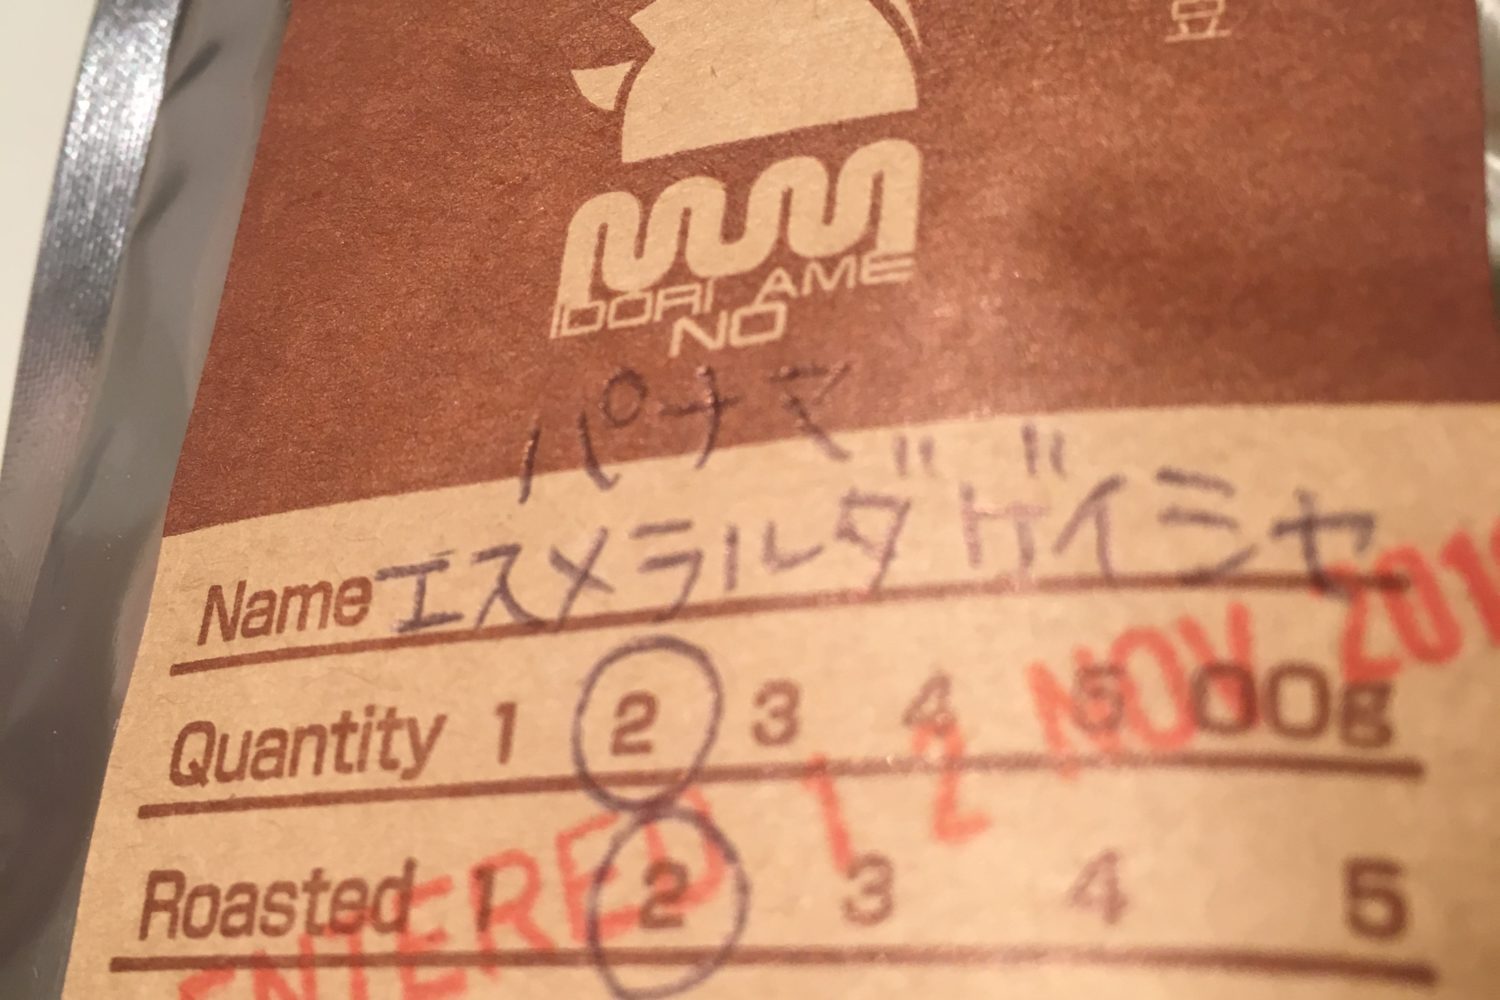 豆
IDORI AME
NO
パナマ
Name エスメラルダ ゲイシャ
Quantity 1 2 3 4 5 00g
Roasted 1 2 3 4 5
ENTERED 12 NOV 201